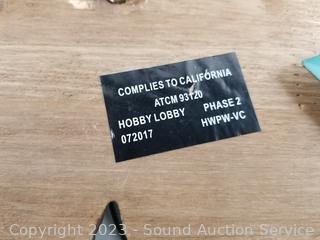 COMPLIES TO CALIFORNIA
ATCM 93120
HOBBY LOBBY PHASE 2
072017 HWPW-VC
Copyright 2023 - Sound Auction Service